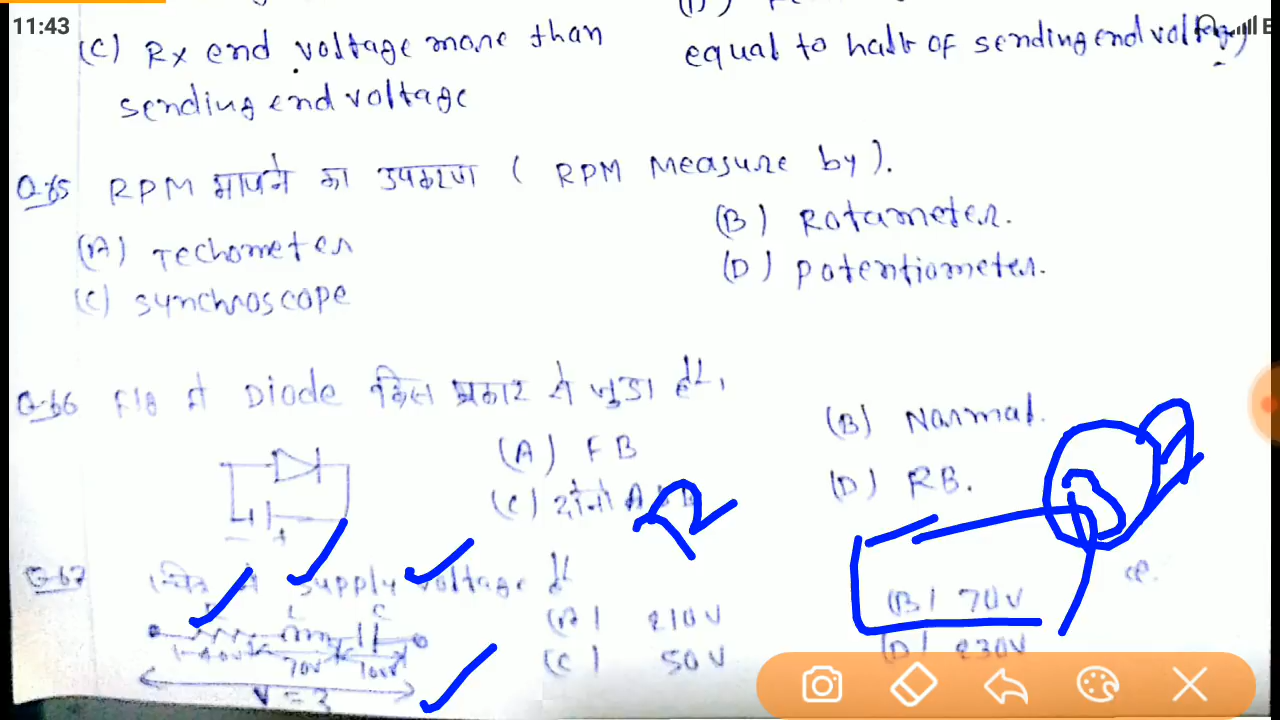 11:43
(C) Rx end voltage more than
sending end voltage
equal to half of sending end voltag
Q-65 RPM मापने का उपकरण ( RPM Measure by ).
(A) Techometer
(B) Rotameter.
(C) Synchroscope
(D) Potentiometer.
Q-66 Fig में Diode किस प्रकार से जुडा है।
(A) FB
(B) Normal.
(C) दोनो A
(D) RB.
Q-67 चित्र में supply voltage है
(A) 210V
(B) 70V
(C) 50V
(D) 230V
L C
70V
V = ?